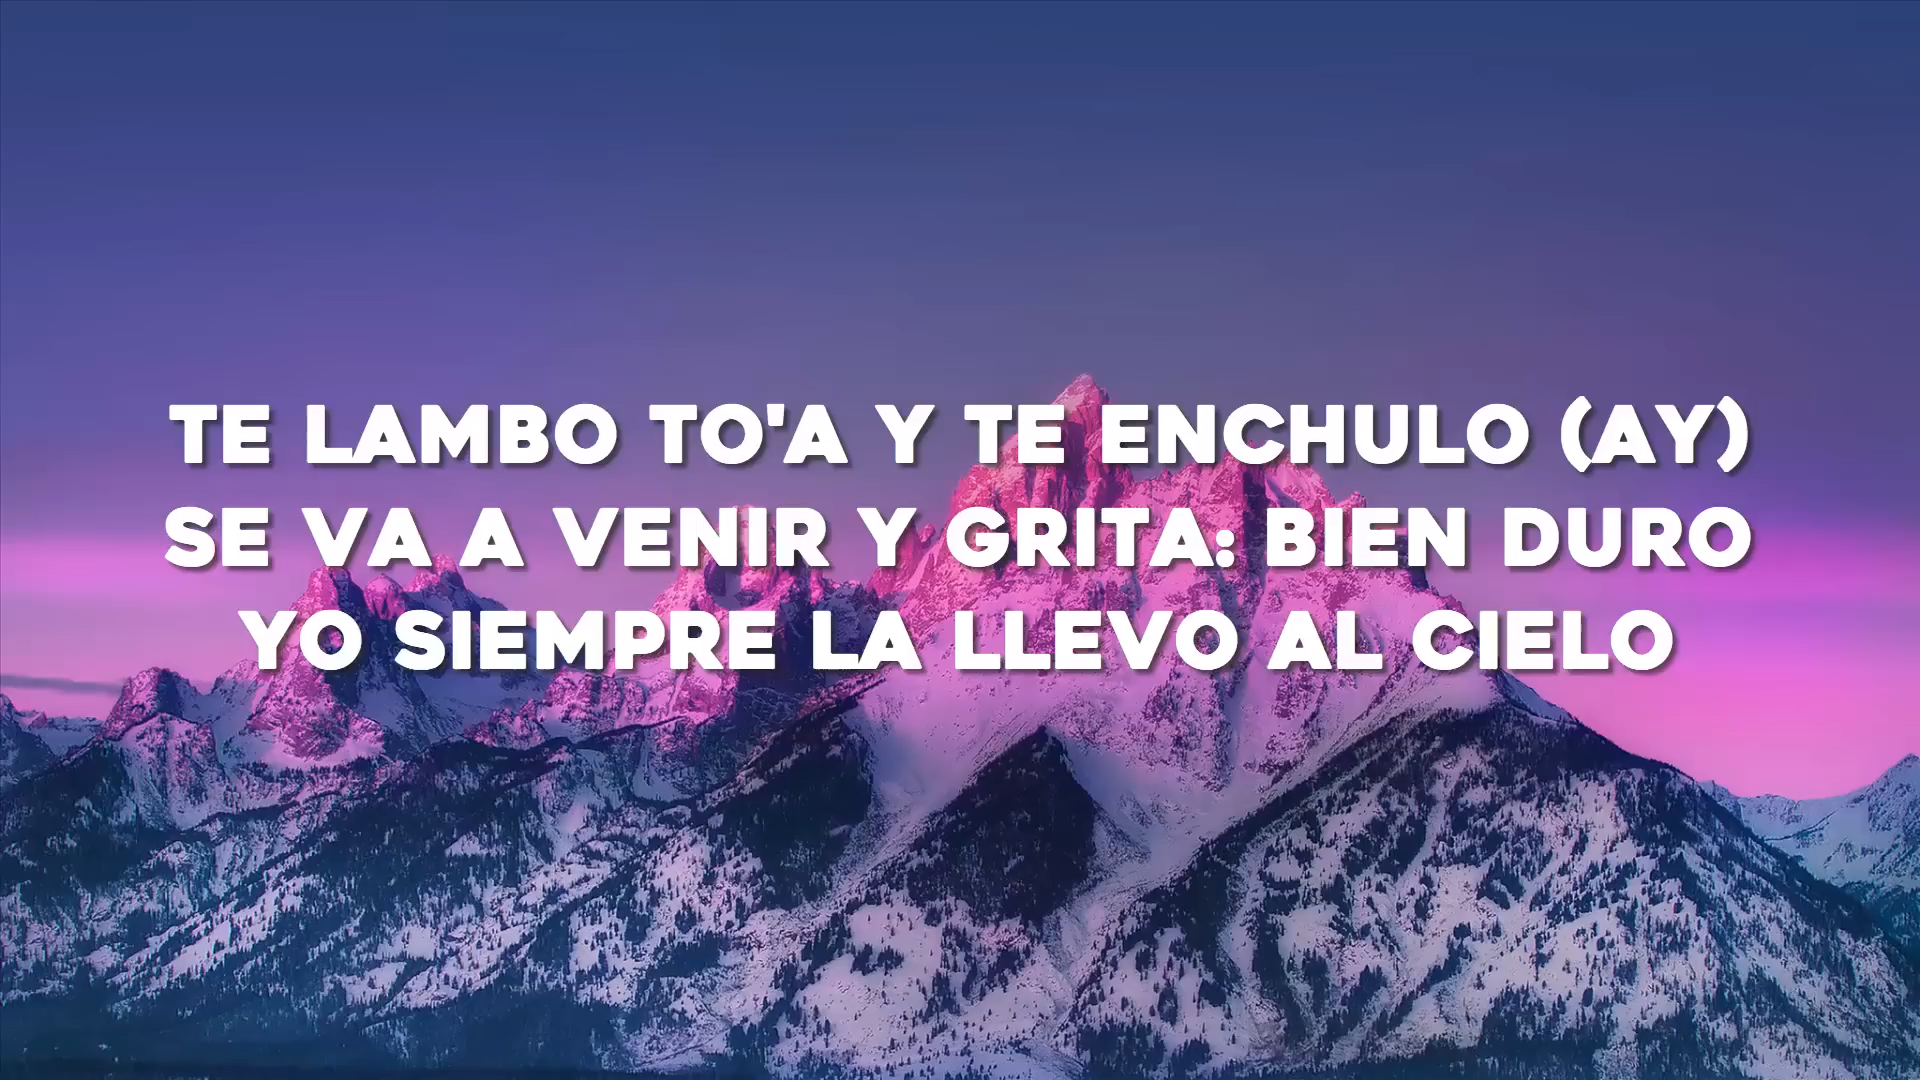 TE LAMBO TO'A Y TE ENCHULO (AY)
SE VA A VENIR Y GRITA: BIEN DURO
YO SIEMPRE LA LLEVO AL CIELO